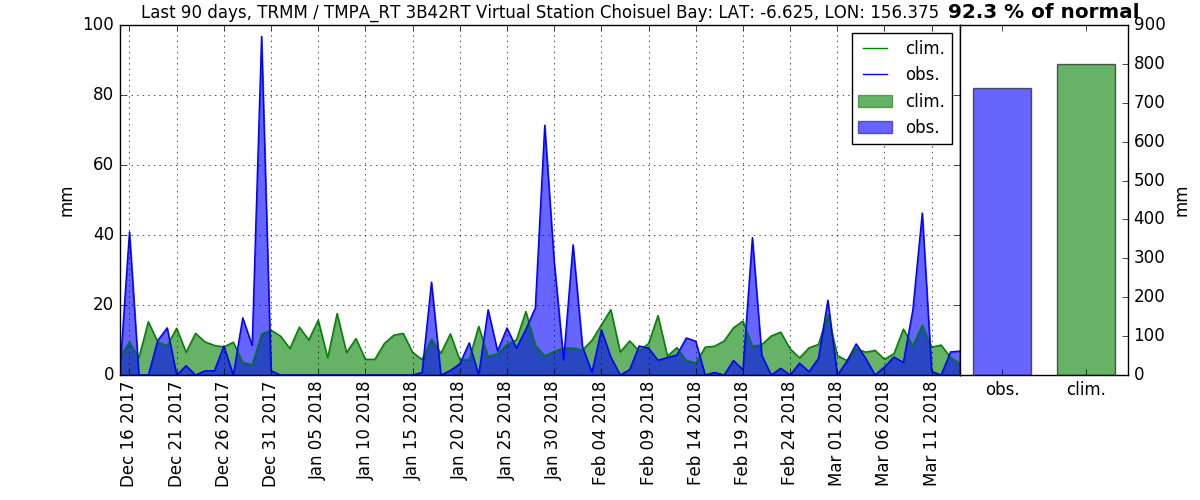 Last 90 days, TRMM / TMPA_RT 3B42RT Virtual Station Choisuel Bay: LAT: -6.625, LON: 156.375 92.3 % of normal
100
80
60
40
20
0
mm
clim.
obs.
clim.
obs.
Dec 16 2017
Dec 21 2017
Dec 26 2017
Dec 31 2017
Jan 05 2018
Jan 10 2018
Jan 15 2018
Jan 20 2018
Jan 25 2018
Jan 30 2018
Feb 04 2018
Feb 09 2018
Feb 14 2018
Feb 19 2018
Feb 24 2018
Mar 01 2018
Mar 06 2018
Mar 11 2018
900
800
700
600
500
400
300
200
100
0
mm
obs.
clim.